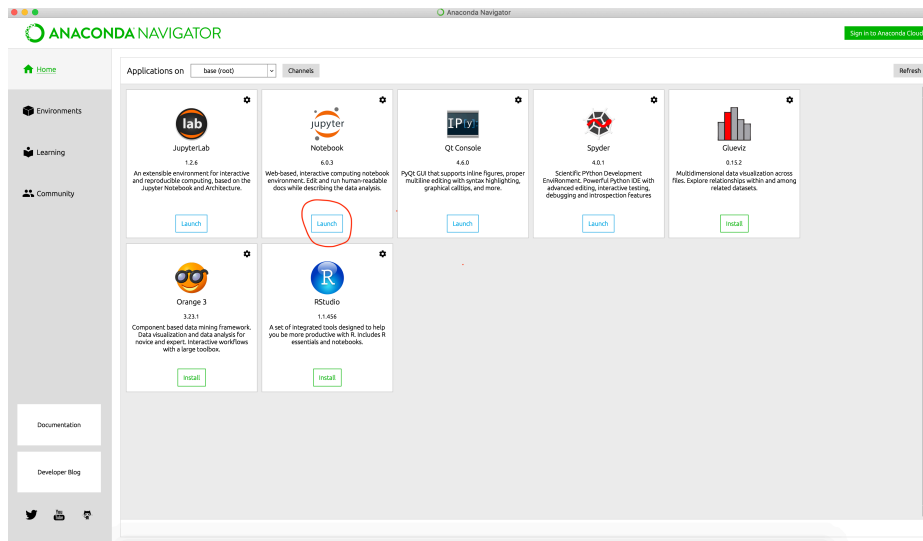 Anaconda Navigator
ANACONDA NAVIGATOR
Sign in to Anaconda Cloud
Home
Applications on
base (root)
Channels
Refresh
Environments
Learning
Community
lab
JupyterLab
1.2.6
An extensible environment for interactive
and reproducible computing, based on the
Jupyter Notebook and Architecture.
Launch
jupyter
Notebook
6.0.3
Web-based, interactive computing notebook
environment. Edit and run human-readable
docs while describing the data analysis.
Launch
IP[y]:
Qt Console
4.6.0
PyQt GUI that supports inline figures, proper
multiline editing with syntax highlighting,
graphical calltips, and more.
Launch
Spyder
4.0.1
Scientific PYthon Development
EnviRonment. Powerful Python IDE with
advanced editing, interactive testing,
debugging and introspection features
Launch
Glueviz
0.15.2
Multidimensional data visualization across
files. Explore relationships within and among
related datasets.
Install
Orange 3
3.23.1
Component based data mining framework.
Data visualization and data analysis for
novice and expert. Interactive workflows
with a large toolbox.
Install
R
RStudio
1.1.456
A set of integrated tools designed to help
you be more productive with R. Includes R
essentials and notebooks.
Install
Documentation
Developer Blog
You
Tube